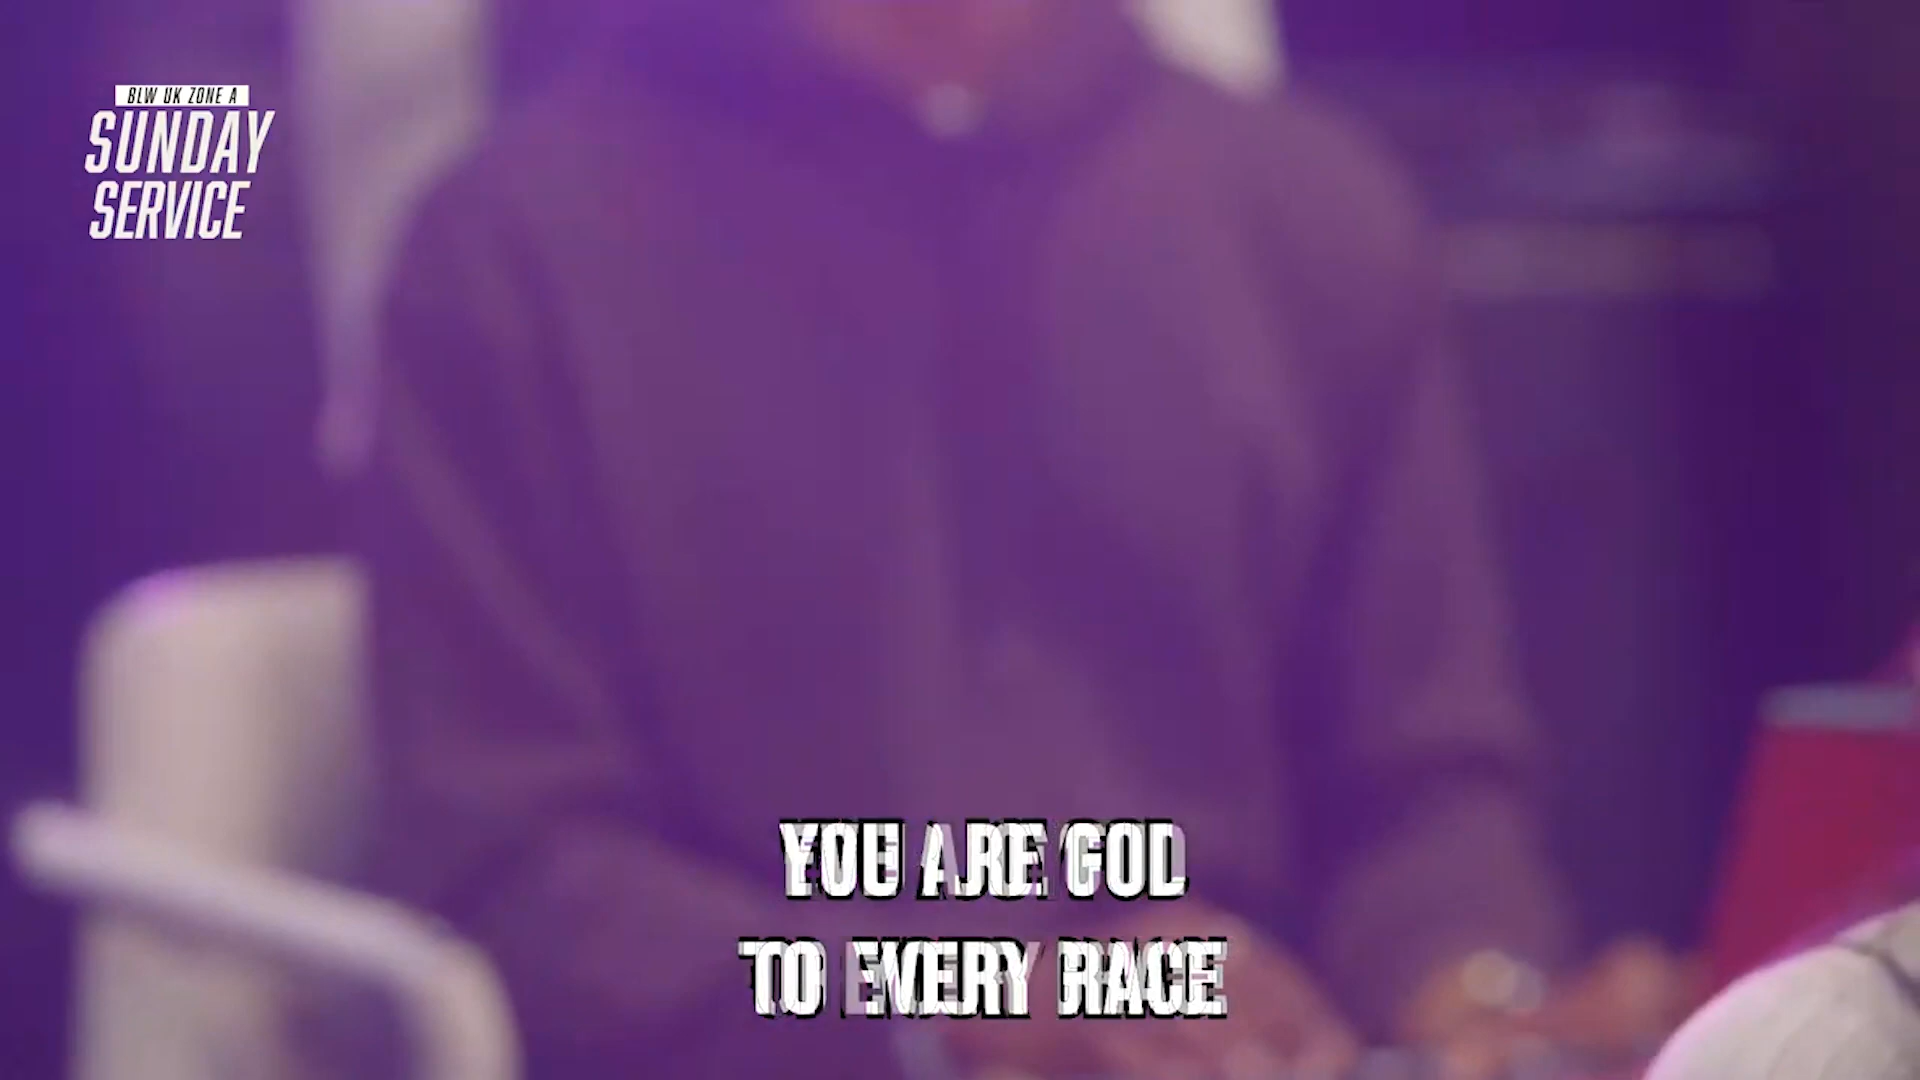 BLW UK ZONE A
SUNDAY
SERVICE
YOU ARE GOD
TO EVERY RACE